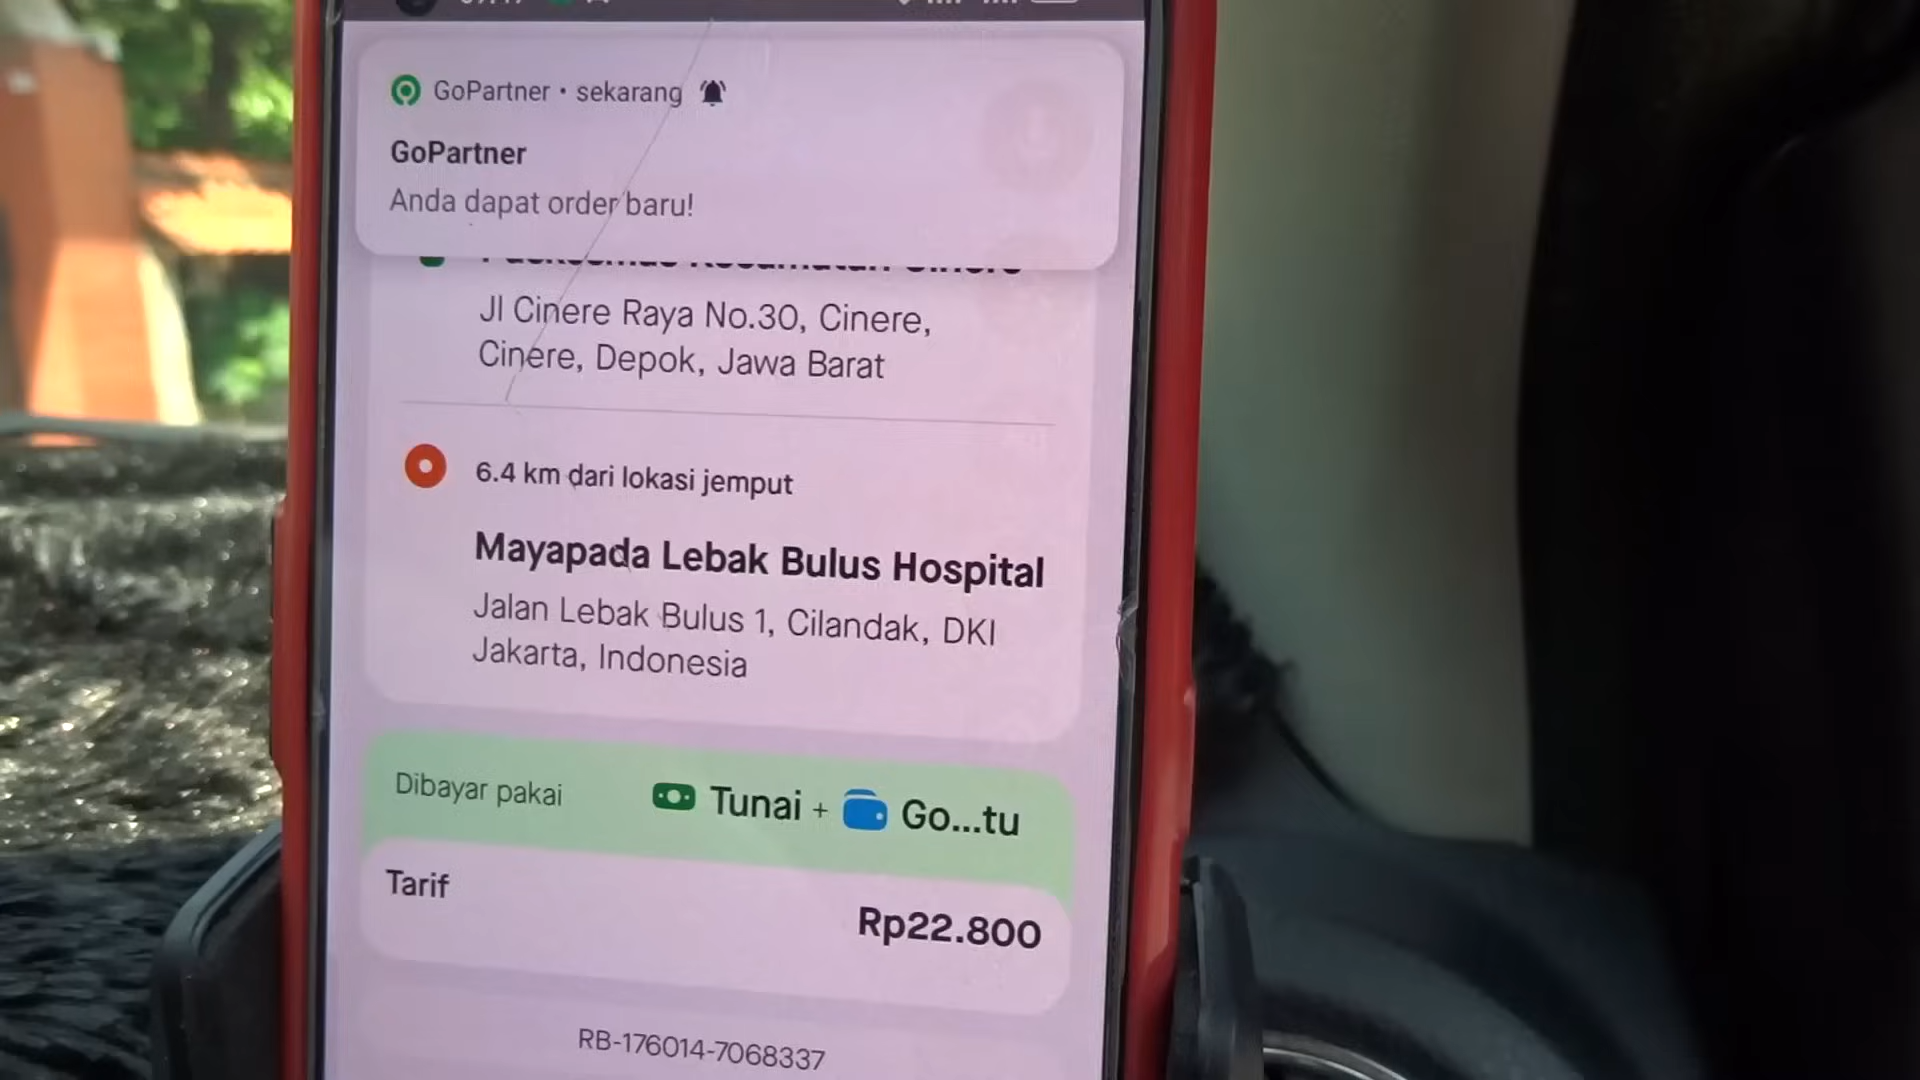 GoPartner • sekarang
GoPartner
Anda dapat order baru!
Jl Cinere Raya No.30, Cinere,
Cinere, Depok, Jawa Barat
6.4 km dari lokasi jemput
Mayapada Lebak Bulus Hospital
Jalan Lebak Bulus 1, Cilandak, DKI
Jakarta, Indonesia
Dibayar pakai Tunai + Go...tu
Tarif
Rp22.800
RB-176014-7068337